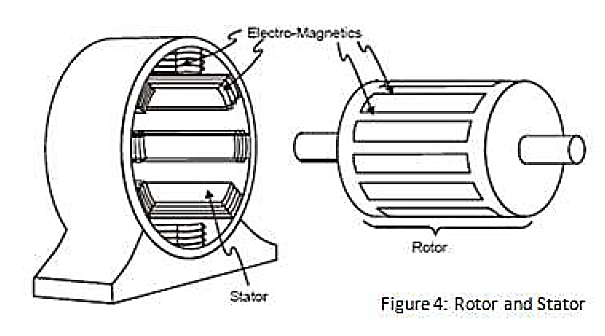 Electro-Magnetics
Rotor
Stator
Figure 4: Rotor and Stator